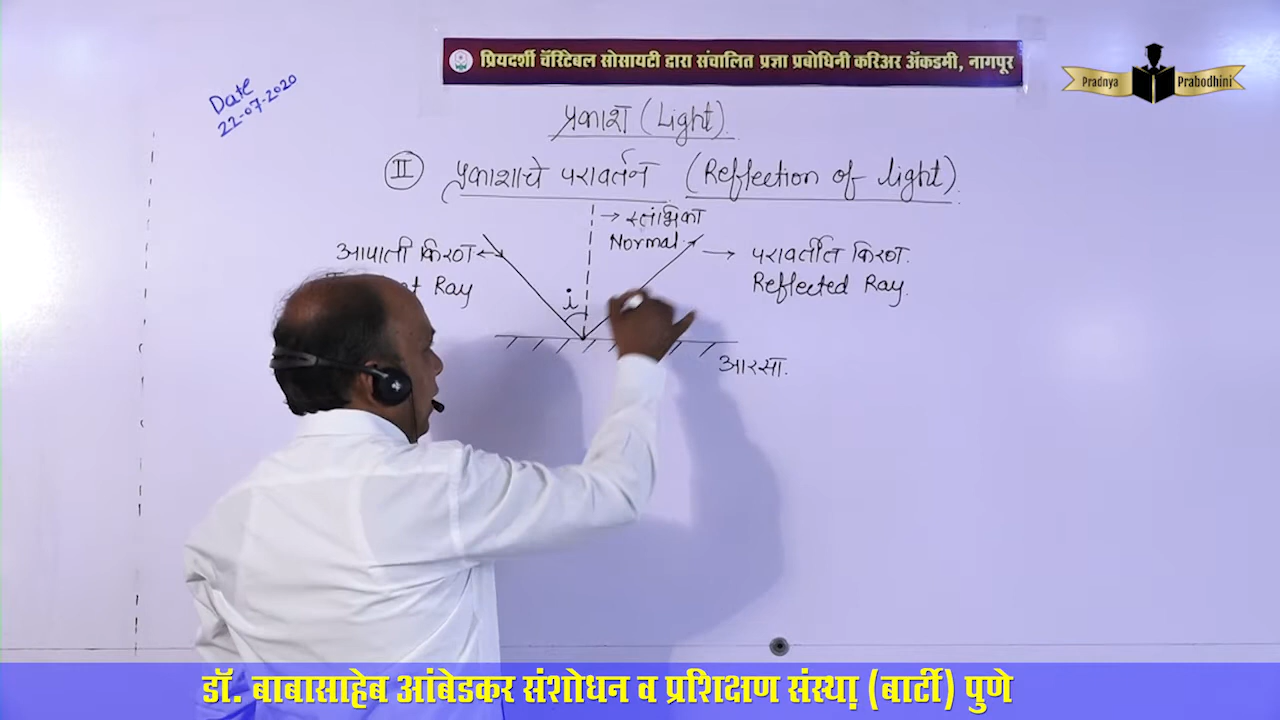 प्रियदर्शी चॅरिटेबल सोसायटी द्वारा संचालित प्रज्ञा प्रबोधिनी करिअर ॲकडमी, नागपूर
Pradnya Prabodhini
Date
22-07-2020
प्रकाश (Light).
II प्रकाशाचे परावर्तन (Reflection of light).
→ स्तंभिका
Normal.
आपाती किरण
Ray
→ परावर्तीत किरण.
Reflected Ray.
i
आरसा.
डॉ. बाबासाहेब आंबेडकर संशोधन व प्रशिक्षण संस्था (बार्टी) पुणे